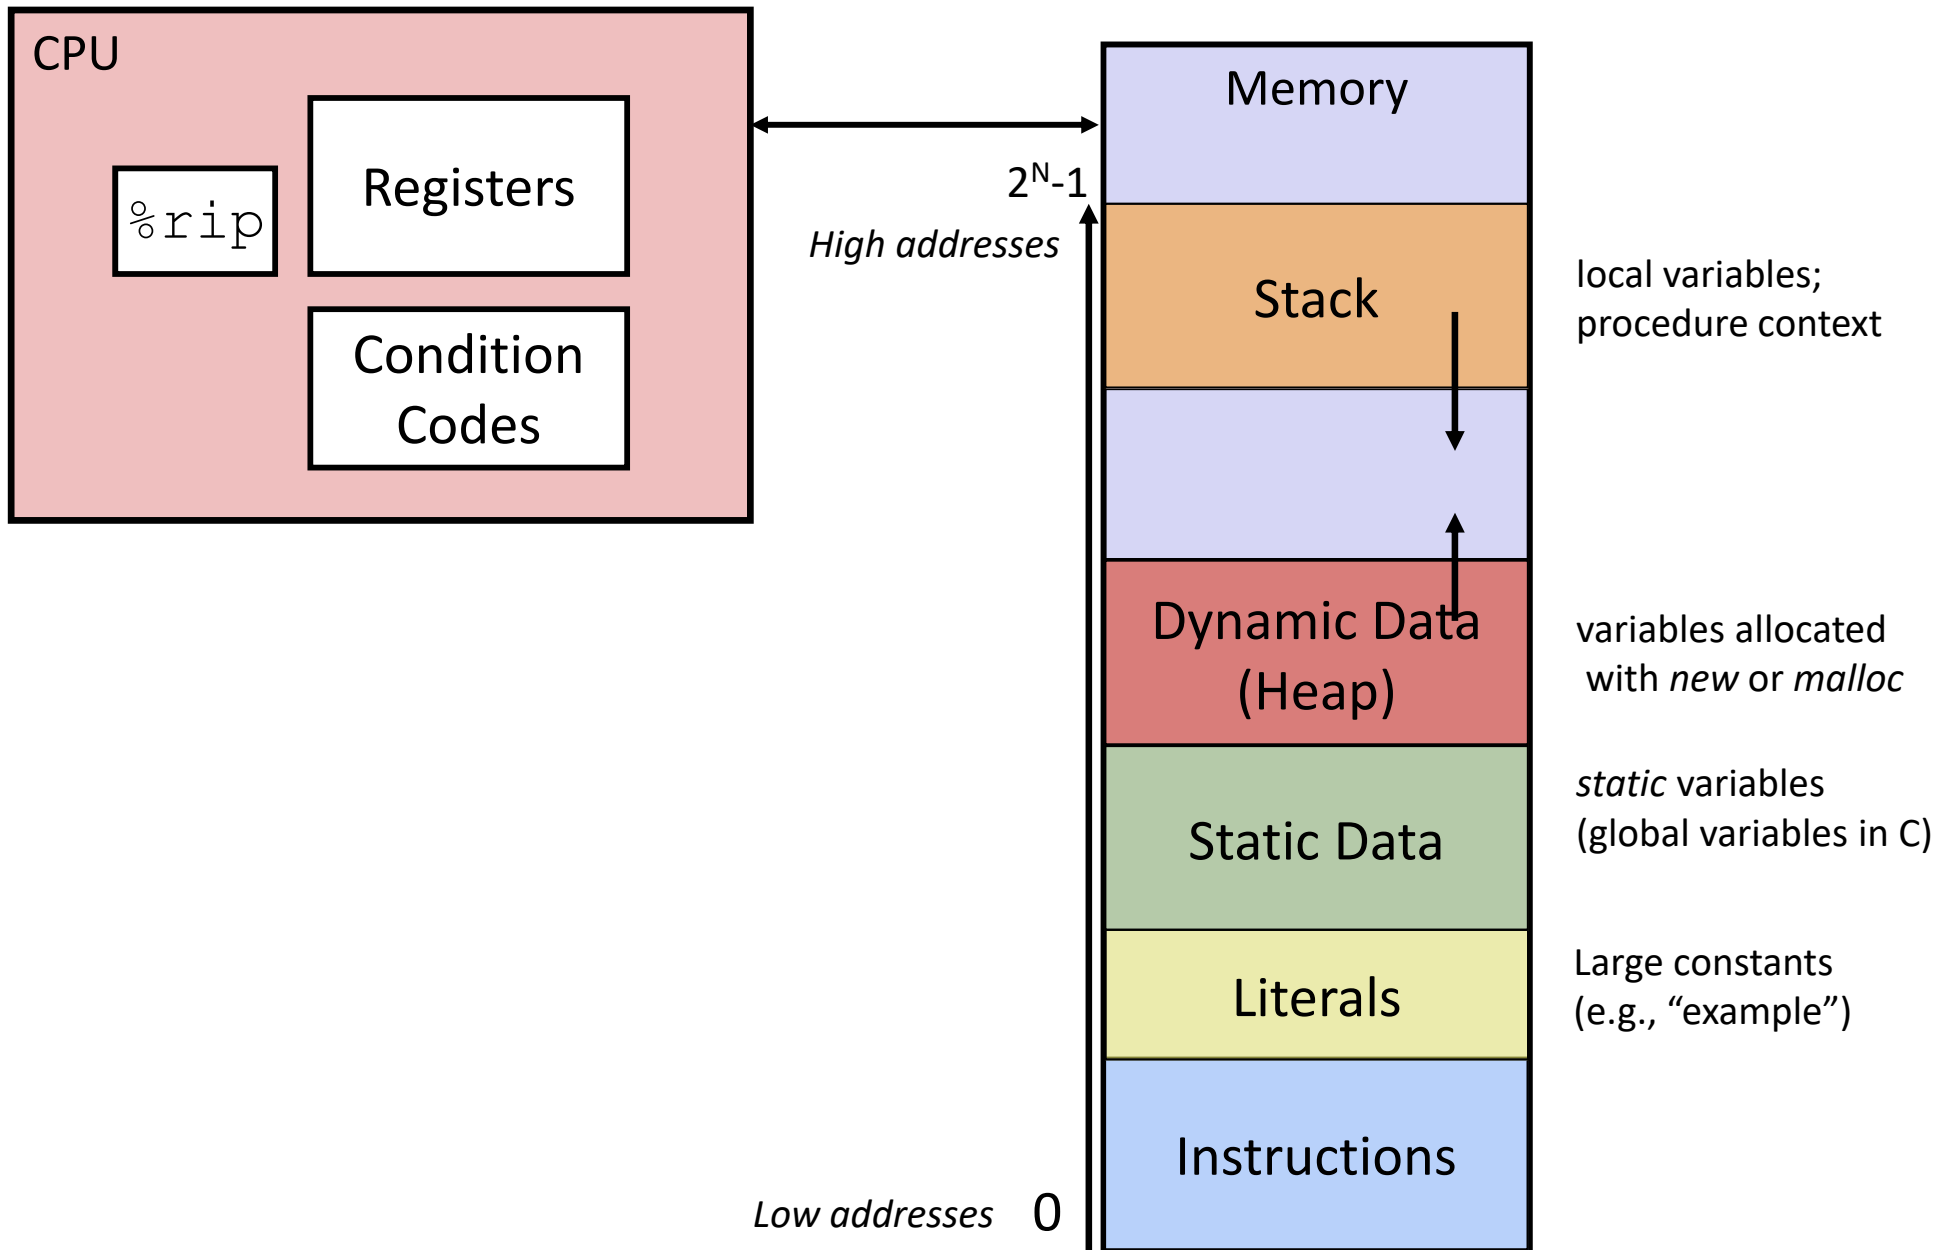 CPU
%rip
Registers
Condition
Codes
Memory
2ᴺ-1
High addresses
Stack
local variables;
procedure context
Dynamic Data
(Heap)
variables allocated
with new or malloc
Static Data
static variables
(global variables in C)
Literals
Large constants
(e.g., “example”)
Instructions
Low addresses 0